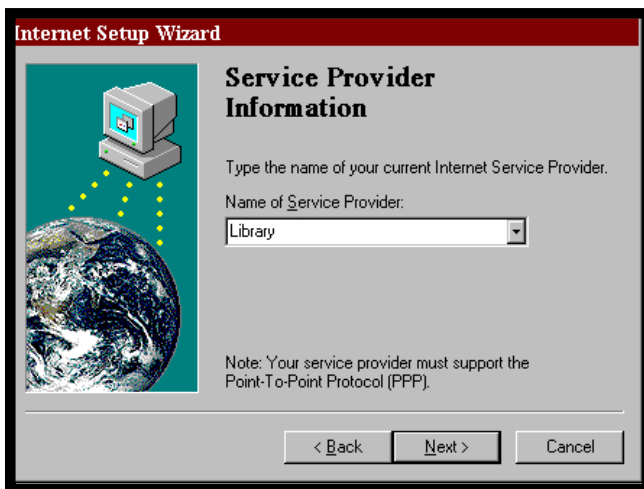 Internet Setup Wizard
Service Provider
Information
Type the name of your current Internet Service Provider.
Name of Service Provider:
Library
Note: Your service provider must support the
Point-To-Point Protocol (PPP).
< Back
Next >
Cancel